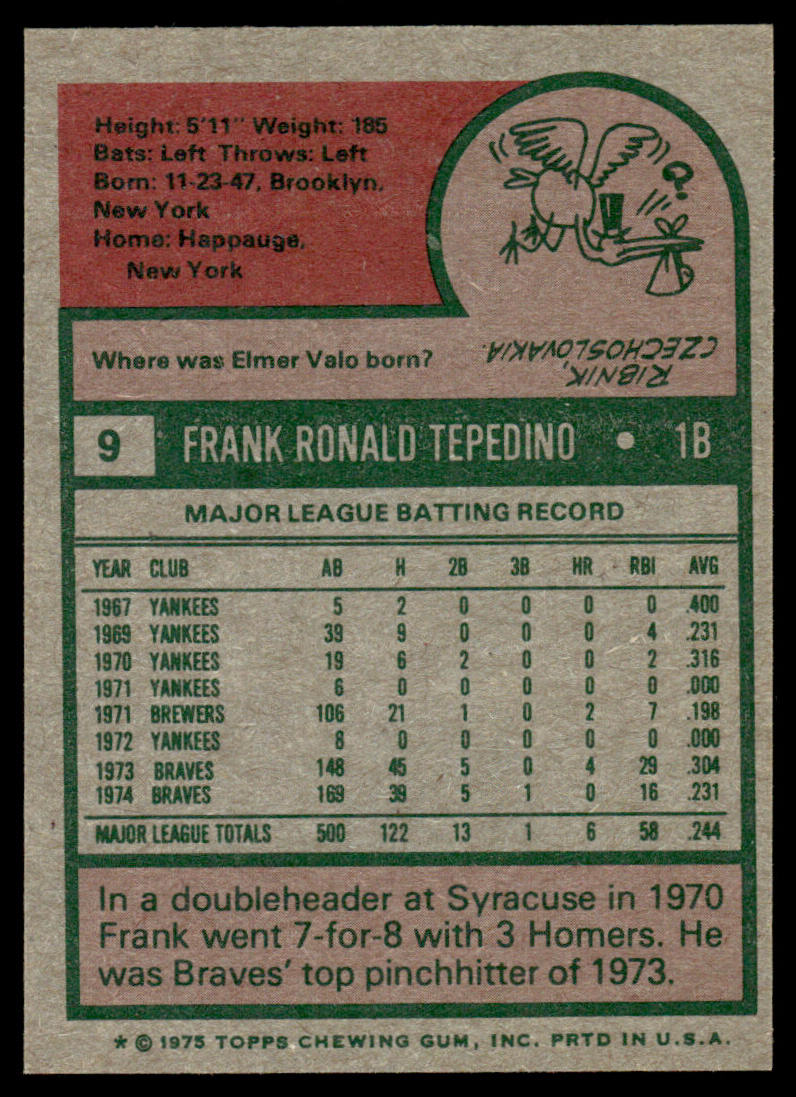 Height: 5'11" Weight: 185
Bats: Left Throws: Left
Born: 11-23-47, Brooklyn,
New York
Home: Happauge,
New York
Where was Elmer Valo born?
RIBNIK,
CZECHOSLOVAKIA.
9 FRANK RONALD TEPEDINO • 1B
MAJOR LEAGUE BATTING RECORD
YEAR CLUB AB H 2B 3B HR RBI AVG
1967 YANKEES 5 2 0 0 0 0 .400
1969 YANKEES 39 9 0 0 0 4 .231
1970 YANKEES 19 6 2 0 0 2 .316
1971 YANKEES 6 0 0 0 0 0 .000
1971 BREWERS 106 21 1 0 2 7 .198
1972 YANKEES 8 0 0 0 0 0 .000
1973 BRAVES 148 45 5 0 4 29 .304
1974 BRAVES 169 39 5 1 0 16 .231
MAJOR LEAGUE TOTALS 500 122 13 1 6 58 .244
In a doubleheader at Syracuse in 1970
Frank went 7-for-8 with 3 Homers. He
was Braves' top pinchhitter of 1973.
* © 1975 TOPPS CHEWING GUM, INC. PRTD IN U.S.A.